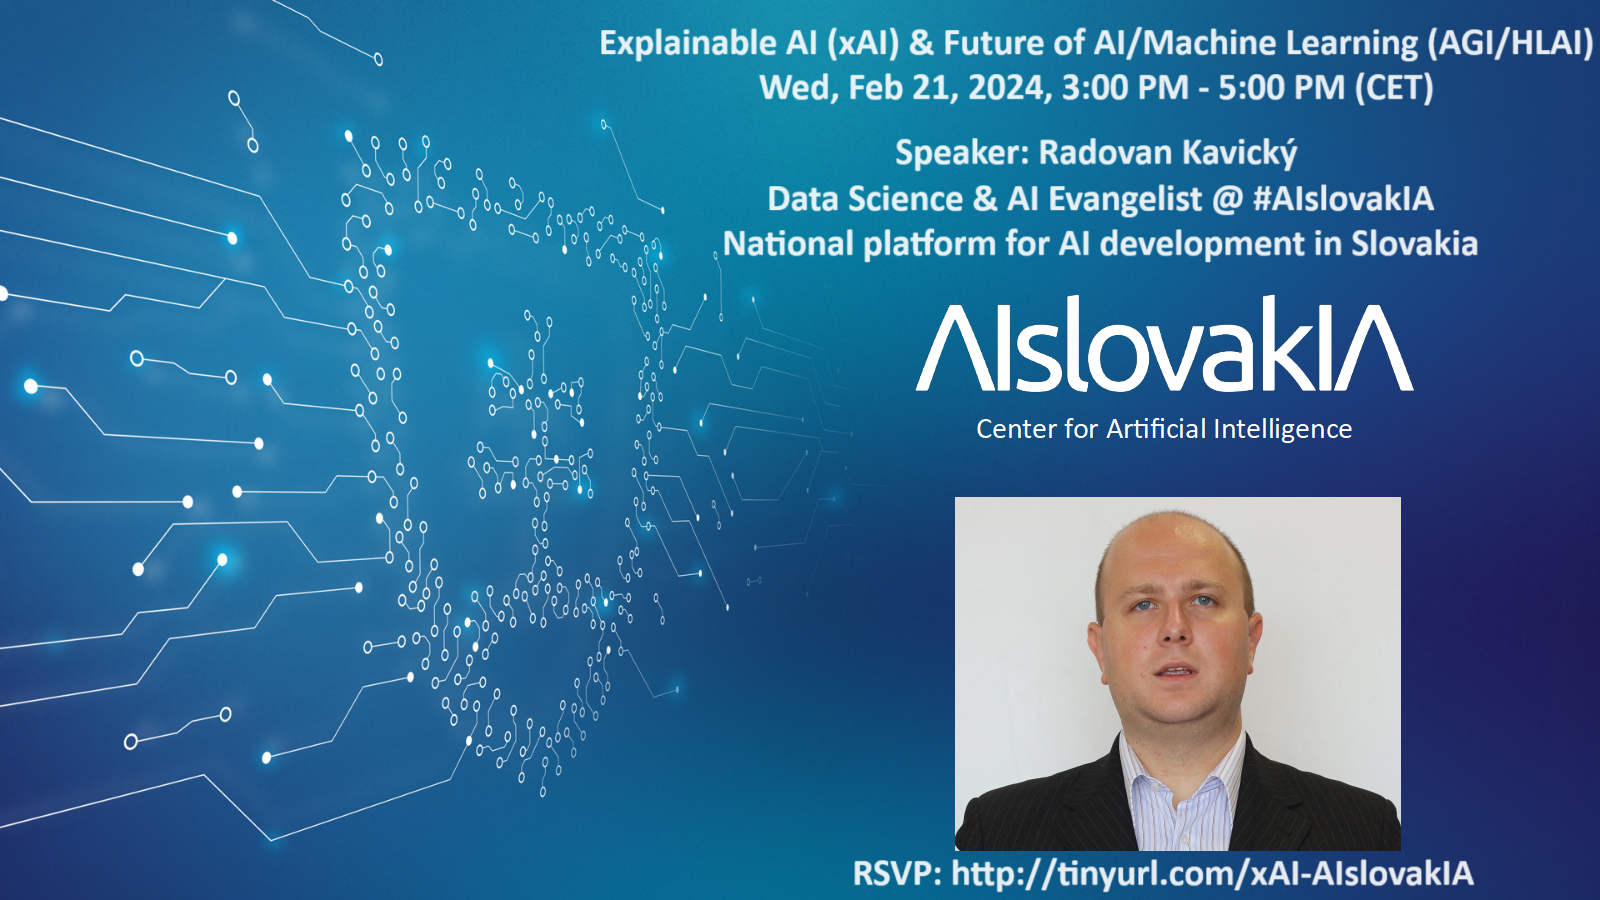 Explainable AI (xAI) & Future of AI/Machine Learning (AGI/HLAI)
Wed, Feb 21, 2024, 3:00 PM - 5:00 PM (CET)
Speaker: Radovan Kavický
Data Science & AI Evangelist @ #AIslovakIA
National platform for AI development in Slovakia
AIslovakIA
Center for Artificial Intelligence
RSVP: http://tinyurl.com/xAI-AIslovakIA